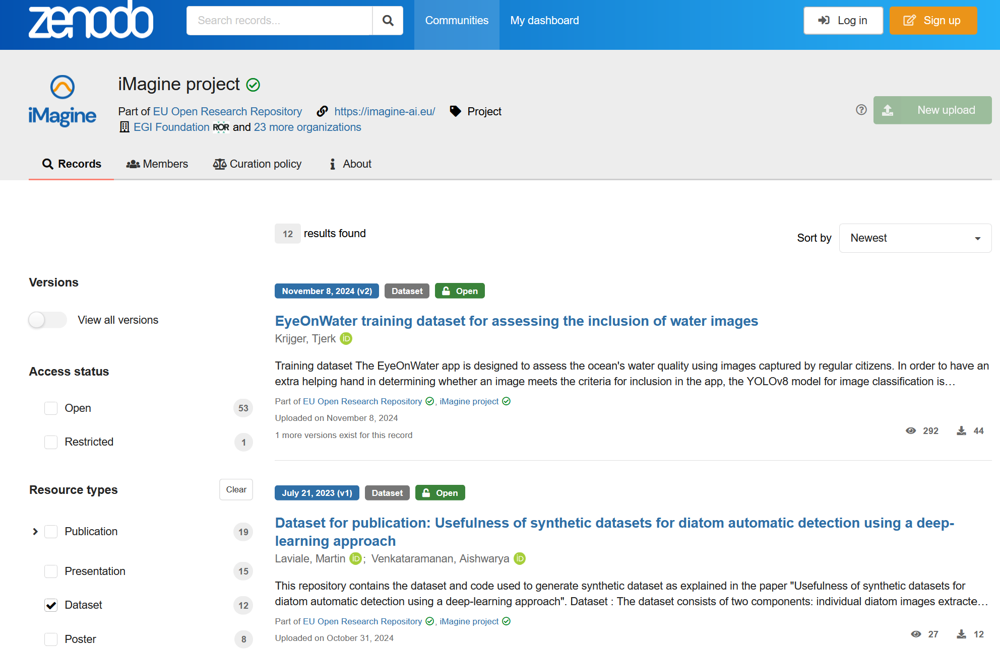 zenodo
Search records...
Communities
My dashboard
Log in
Sign up
iMagine
iMagine project
Part of EU Open Research Repository https://imagine-ai.eu/ Project
EGI Foundation ROR and 23 more organizations
New upload
Records
Members
Curation policy
About
12 results found
Sort by Newest
Versions
View all versions
Access status
Open 53
Restricted 1
Resource types Clear
Publication 19
Presentation 15
Dataset 12
Poster 8
November 8, 2024 (v2) Dataset Open
EyeOnWater training dataset for assessing the inclusion of water images
Krijger, Tjerk iD
Training dataset The EyeOnWater app is designed to assess the ocean's water quality using images captured by regular citizens. In order to have an
extra helping hand in determining whether an image meets the criteria for inclusion in the app, the YOLOv8 model for image classification is...
Part of EU Open Research Repository , iMagine project
Uploaded on November 8, 2024
1 more versions exist for this record
292 44
July 21, 2023 (v1) Dataset Open
Dataset for publication: Usefulness of synthetic datasets for diatom automatic detection using a deep-
learning approach
Laviale, Martin iD; Venkataramanan, Aishwarya iD
This repository contains the dataset and code used to generate synthetic dataset as explained in the paper "Usefulness of synthetic datasets for
diatom automatic detection using a deep-learning approach". Dataset : The dataset consists of two components: individual diatom images extracte...
Part of EU Open Research Repository , iMagine project
Uploaded on October 31, 2024
27 12